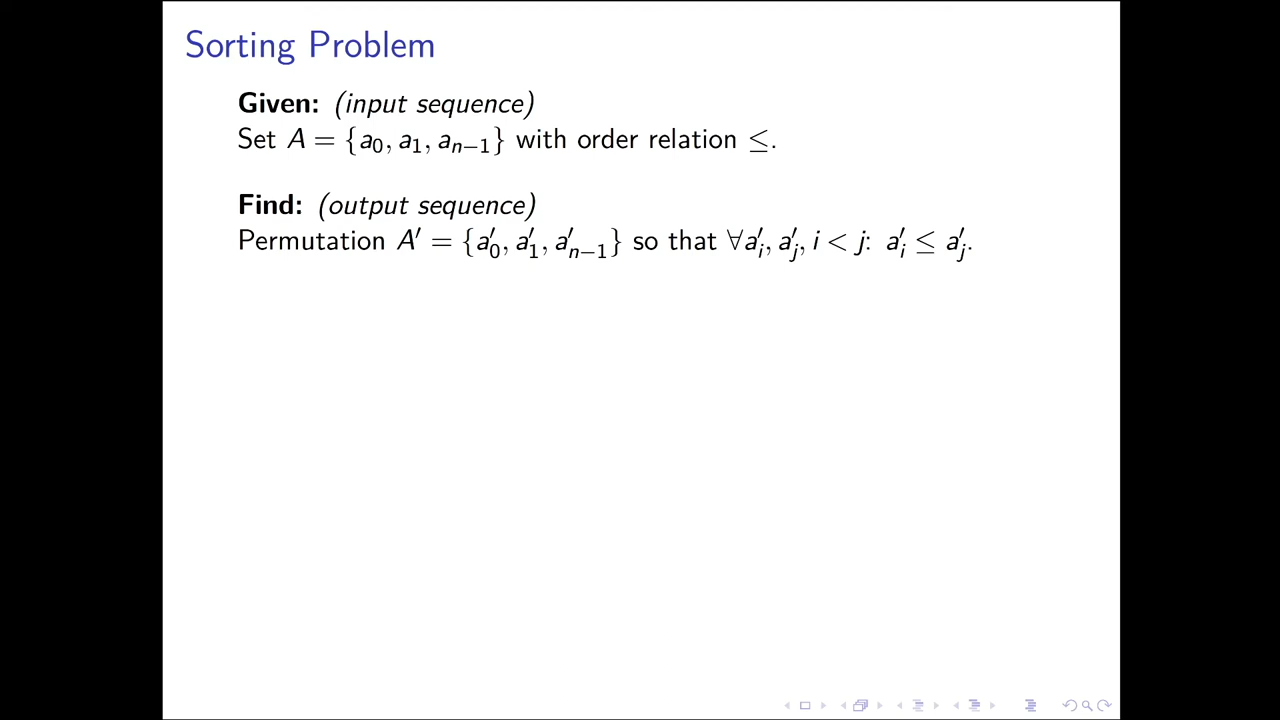 Sorting Problem
Given: (input sequence)
Set A = {a₀, a₁, aₙ₋₁} with order relation ≤.
Find: (output sequence)
Permutation A′ = {a′₀, a′₁, a′ₙ₋₁} so that ∀a′ᵢ, a′ⱼ, i < j: a′ᵢ ≤ a′ⱼ.